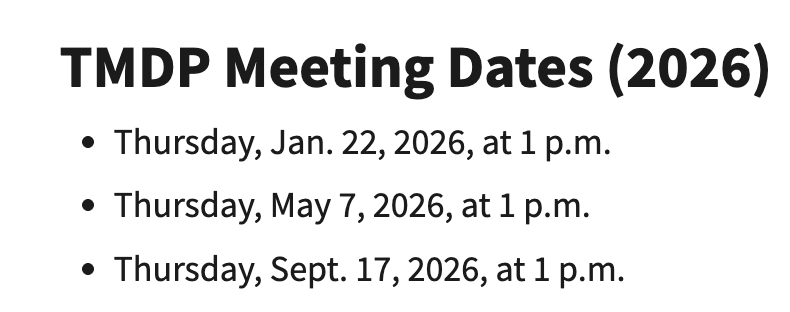 TMDP Meeting Dates (2026)
• Thursday, Jan. 22, 2026, at 1 p.m.
• Thursday, May 7, 2026, at 1 p.m.
• Thursday, Sept. 17, 2026, at 1 p.m.